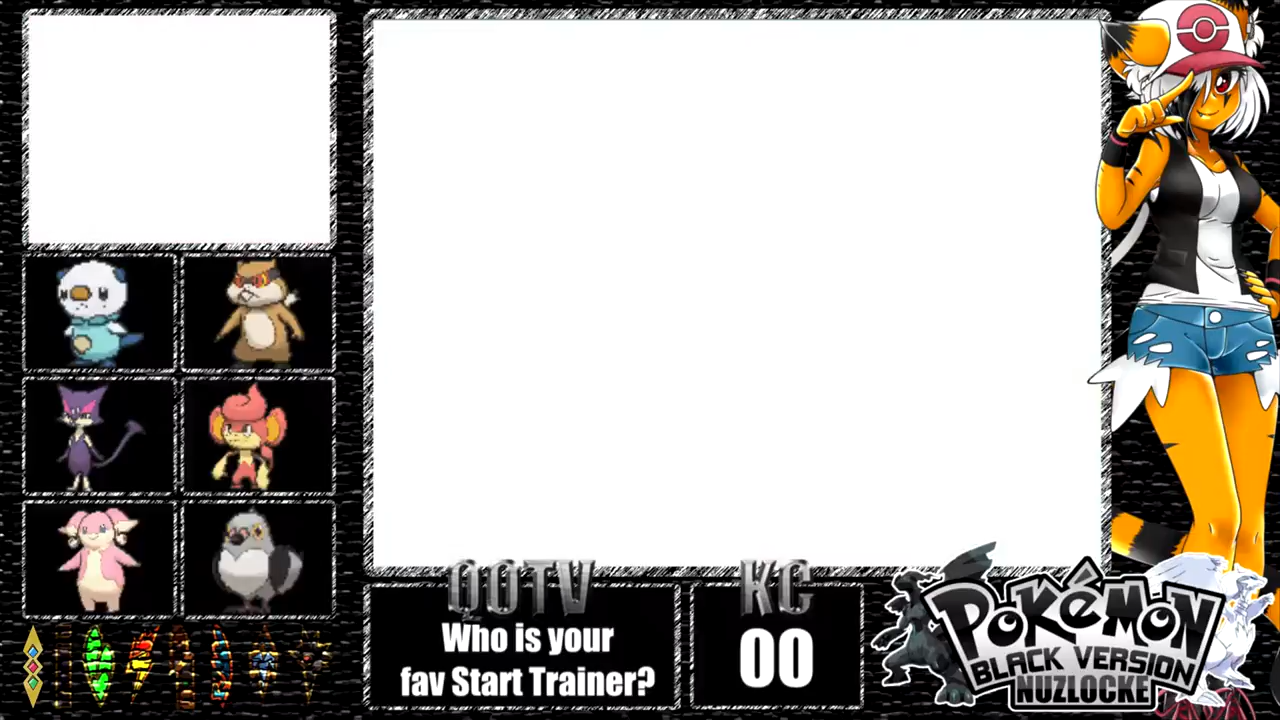 QOTV
Who is your
fav Start Trainer?
KC
00
POKéMON
BLACK VERSION
NUZLOCKE